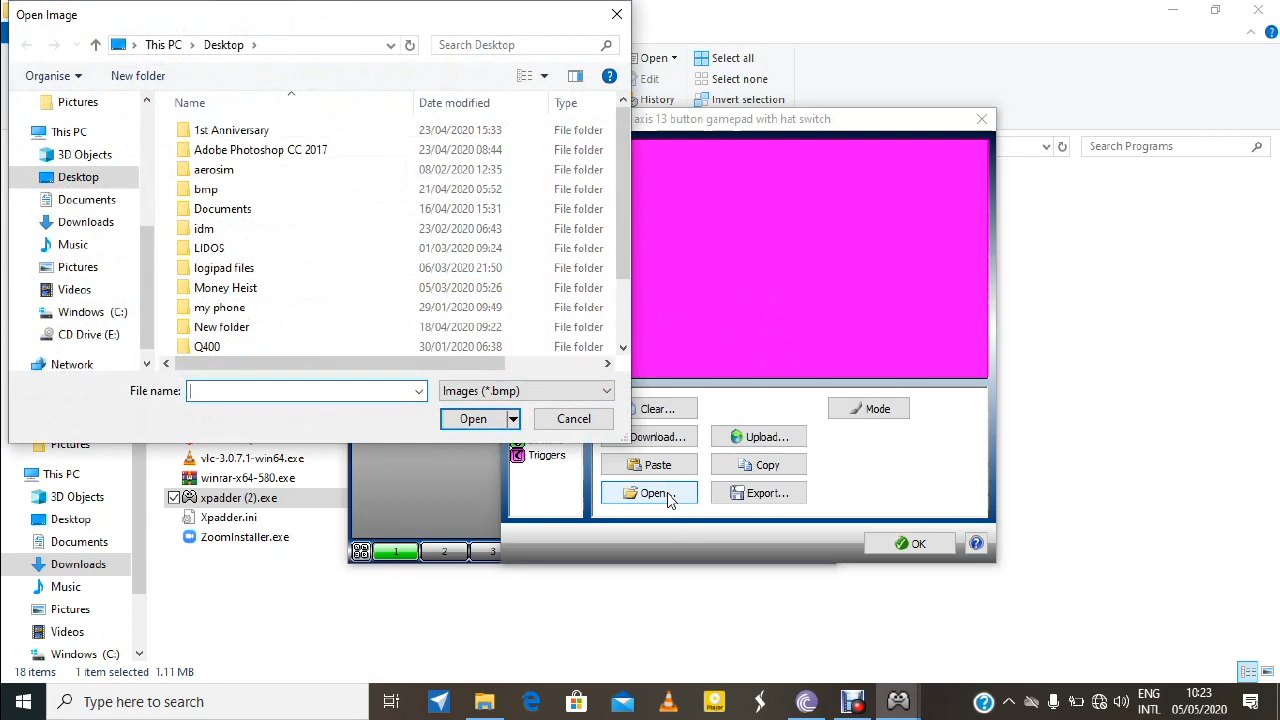 Open Image
This PC
Desktop
Search Desktop
Organise
New folder
Name
Date modified
Type
Pictures
This PC
3D Objects
Desktop
Documents
Downloads
Music
Pictures
Videos
Windows (C:)
CD Drive (E:)
Network
1st Anniversary 23/04/2020 15:33 File folder
Adobe Photoshop CC 2017 23/04/2020 08:44 File folder
aerosim 08/02/2020 12:35 File folder
bmp 21/04/2020 05:52 File folder
Documents 16/04/2020 15:31 File folder
idm 23/02/2020 06:43 File folder
LIDOS 01/03/2020 09:24 File folder
logipad files 06/03/2020 21:50 File folder
Money Heist 05/03/2020 05:26 File folder
my phone 29/01/2020 09:49 File folder
New folder 18/04/2020 09:22 File folder
Q400 30/01/2020 06:38 File folder
File name:
Images (*.bmp)
Open
Cancel
Open
Select all
Edit
Select none
History
Invert selection
Search Programs
axis 13 button gamepad with hat switch
Clear...
Mode
Download...
Upload...
Triggers
Paste
Copy
Open...
Export...
OK
1
2
3
Pictures
This PC
3D Objects
Desktop
Documents
Downloads
Music
Pictures
Videos
Windows (C:)
vlc-3.0.7.1-win64.exe
winrar-x64-580.exe
xpadder (2).exe
Xpadder.ini
ZoomInstaller.exe
18 items
1 item selected
1.11 MB
Type here to search
Player
ENG
INTL
10:23
05/05/2020